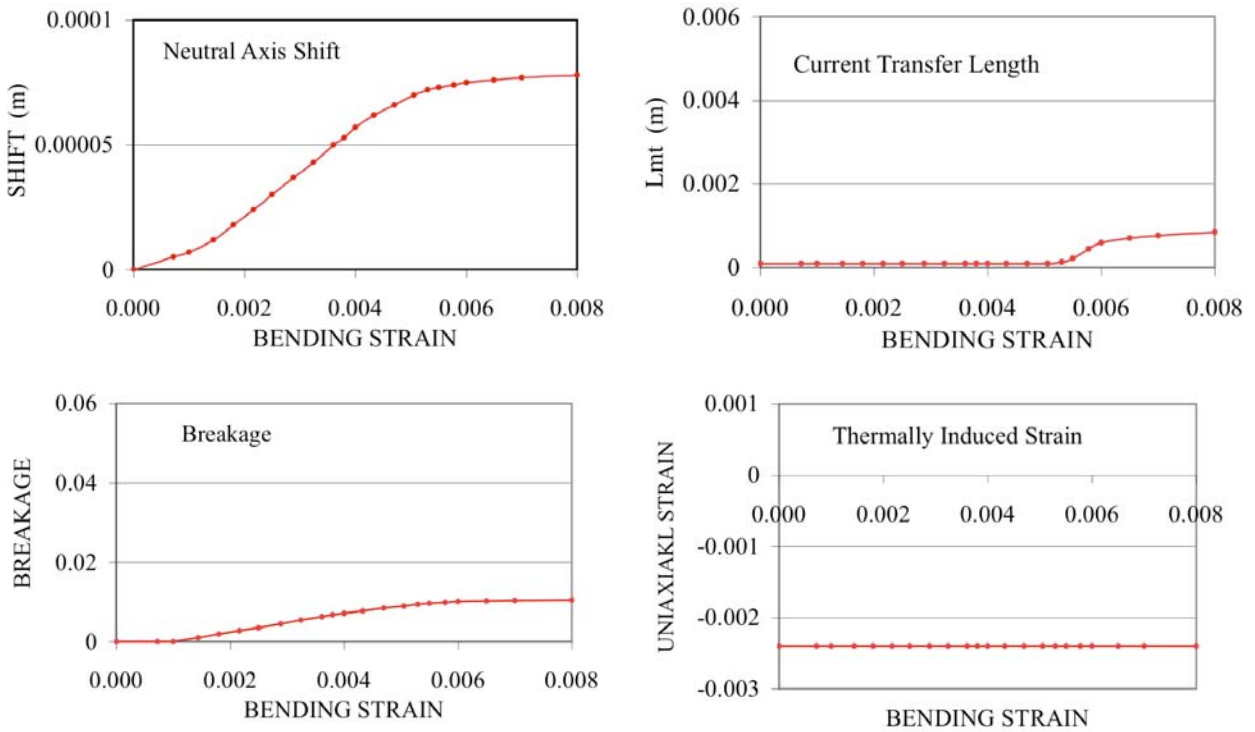 0.0001
Neutral Axis Shift
SHIFT (m)
0.00005
0
0.000 0.002 0.004 0.006 0.008
BENDING STRAIN
0.006
Current Transfer Length
0.004
Lmt (m)
0.002
0
0.000 0.002 0.004 0.006 0.008
BENDING STRAIN
0.06
Breakage
0.04
BREAKAGE
0.02
0
0.000 0.002 0.004 0.006 0.008
BENDING STRAIN
0.001
Thermally Induced Strain
0
UNIAXIAKL STRAIN
0.000 0.002 0.004 0.006 0.008
-0.001
-0.002
-0.003
BENDING STRAIN